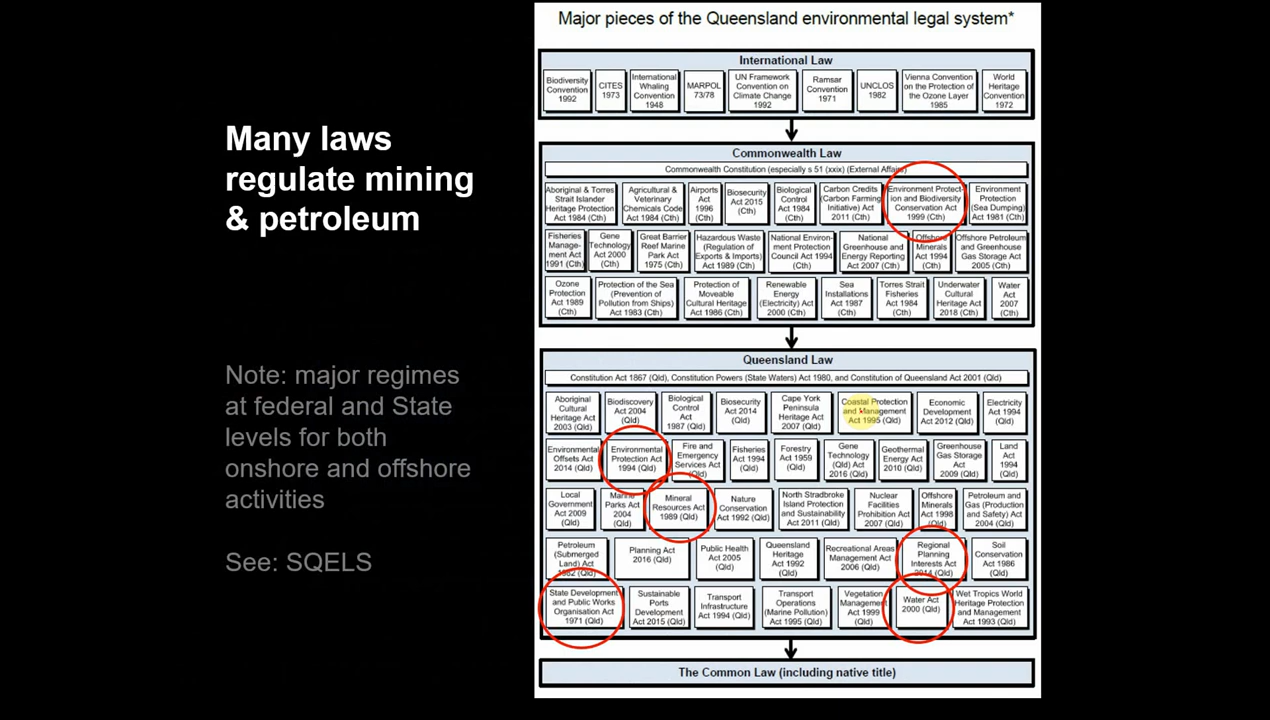 Many laws
regulate mining
& petroleum
Note: major regimes
at federal and State
levels for both
onshore and offshore
activities
See: SQELS
Major pieces of the Queensland environmental legal system*
International Law
Biodiversity
Convention
1992
CITES
1973
International
Whaling
Convention
1948
MARPOL
73/78
UN Framework
Convention on
Climate Change
1992
Ramsar
Convention
1971
UNCLOS
1982
Vienna Convention
on the Protection of
the Ozone Layer
1985
World
Heritage
Convention
1972
Commonwealth Law
Commonwealth Constitution (especially s 51 (xxix) (External Affairs)
Aboriginal & Torres
Strait Islander
Heritage Protection
Act 1984 (Cth)
Agricultural &
Veterinary
Chemicals Code
Act 1984 (Cth)
Airports
Act
1996
(Cth)
Biosecurity
Act 2015
(Cth)
Biological
Control
Act 1984
(Cth)
Carbon Credits
(Carbon Farming
Initiative) Act
2011 (Cth)
Environment Protect-
ion and Biodiversity
Conservation Act
1999 (Cth)
Environment
Protection
(Sea Dumping)
Act 1981 (Cth)
Fisheries
Manage-
ment Act
1991 (Cth)
Gene
Technology
Act 2000
(Cth)
Great Barrier
Reef Marine
Park Act
1975 (Cth)
Hazardous Waste
(Regulation of
Exports & Imports)
Act 1989 (Cth)
National Environ-
ment Protection
Council Act 1994
(Cth)
National
Greenhouse and
Energy Reporting
Act 2007 (Cth)
Offshore
Minerals
Act 1994
(Cth)
Offshore Petroleum
and Greenhouse
Gas Storage Act
2005 (Cth)
Ozone
Protection
Act 1989
(Cth)
Protection of the Sea
(Prevention of
Pollution from Ships)
Act 1983 (Cth)
Protection of
Moveable
Cultural Heritage
Act 1986 (Cth)
Renewable
Energy
(Electricity) Act
2000 (Cth)
Sea
Installations
Act 1987
(Cth)
Torres Strait
Fisheries
Act 1984
(Cth)
Underwater
Cultural
Heritage Act
2018 (Cth)
Water
Act
2007
(Cth)
Queensland Law
Constitution Act 1867 (Qld), Constitution Powers (State Waters) Act 1980, and Constitution of Queensland Act 2001 (Qld)
Aboriginal
Cultural
Heritage Act
2003 (Qld)
Biodiscovery
Act 2004
(Qld)
Biological
Control
Act
1987 (Qld)
Biosecurity
Act 2014
(Qld)
Cape York
Peninsula
Heritage Act
2007 (Qld)
Coastal Protection
and Management
Act 1995 (Qld)
Economic
Development
Act 2012 (Qld)
Electricity
Act 1994
(Qld)
Environmental
Offsets Act
2014 (Qld)
Environmental
Protection Act
1994 (Qld)
Fire and
Emergency
Services Act
(Qld)
Fisheries
Act 1994
(Qld)
Forestry
Act 1959
(Qld)
Gene
Technology
(Qld) Act
2016 (Qld)
Geothermal
Energy Act
2010 (Qld)
Greenhouse
Gas Storage
Act
2009 (Qld)
Land
Act
1994
(Qld)
Local
Government
Act 2009
(Qld)
Marine
Parks Act
2004
(Qld)
Mineral
Resources Act
1989 (Qld)
Nature
Conservation
Act 1992 (Qld)
North Stradbroke
Island Protection
and Sustainability
Act 2011 (Qld)
Nuclear
Facilities
Prohibition Act
2007 (Qld)
Offshore
Minerals
Act 1998
(Qld)
Petroleum and
Gas (Production
and Safety) Act
2004 (Qld)
Petroleum
(Submerged
Land) Act
1982 (Qld)
Planning Act
2016 (Qld)
Public Health
Act 2005
(Qld)
Queensland
Heritage
Act 1992
(Qld)
Recreational Areas
Management Act
2006 (Qld)
Regional
Planning
Interests Act
2014 (Qld)
Soil
Conservation
Act 1986
(Qld)
State Development
and Public Works
Organisation Act
1971 (Qld)
Sustainable
Ports
Development
Act 2015 (Qld)
Transport
Infrastructure
Act 1994 (Qld)
Transport
Operations
(Marine Pollution)
Act 1995 (Qld)
Vegetation
Management
Act 1999
(Qld)
Water Act
2000 (Qld)
Wet Tropics World
Heritage Protection
and Management
Act 1993 (Qld)
The Common Law (including native title)